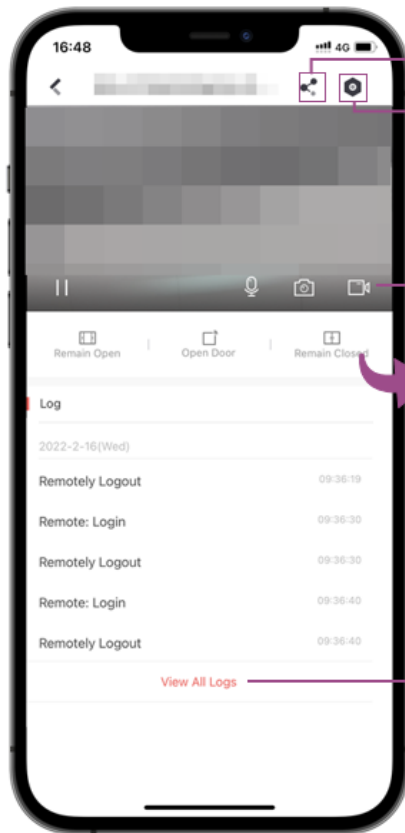 16:48 4G
Remain Open Open Door Remain Closed
Log
2022-2-16(Wed)
Remotely Logout 09:36:19
Remote: Login 09:36:30
Remotely Logout 09:36:30
Remote: Login 09:36:40
Remotely Logout 09:36:40
View All Logs